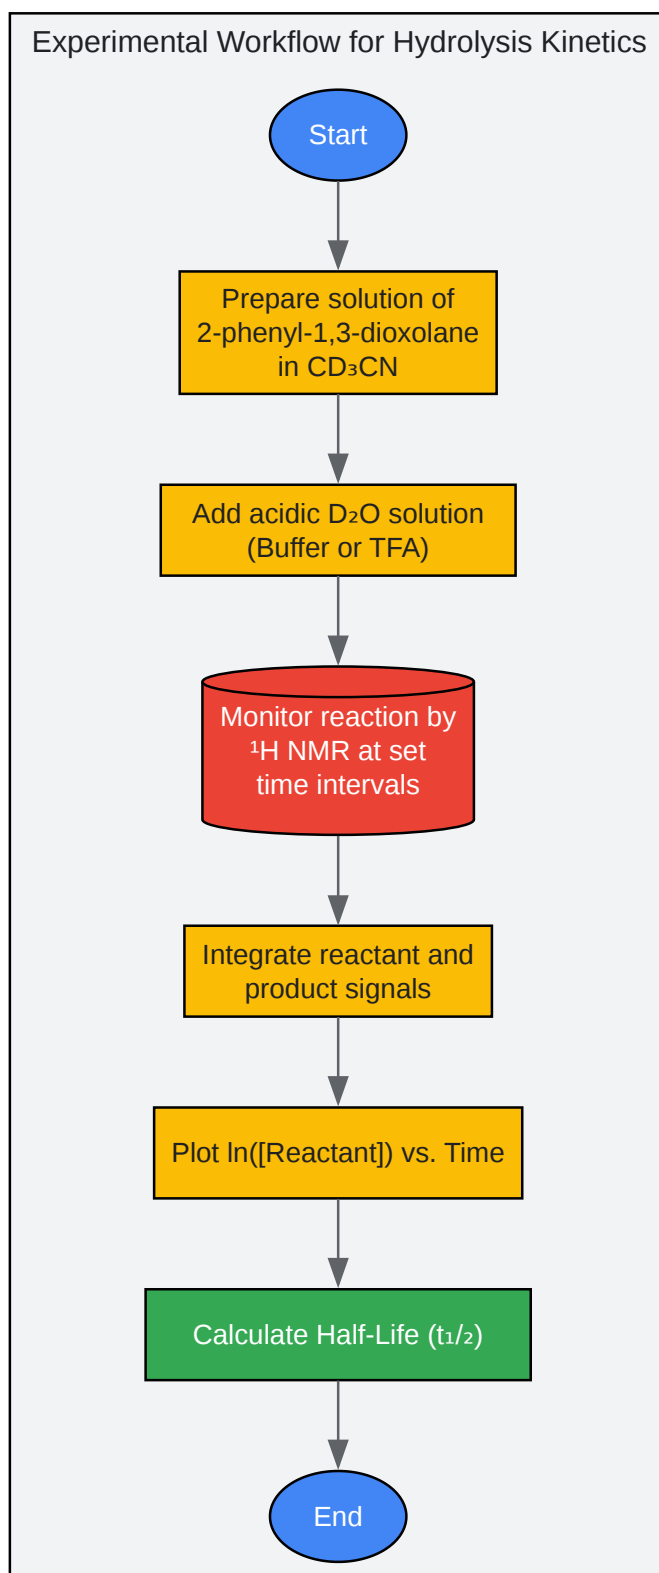 Experimental Workflow for Hydrolysis Kinetics
Start
Prepare solution of
2-phenyl-1,3-dioxolane
in CD₃CN
Add acidic D₂O solution
(Buffer or TFA)
Monitor reaction by
¹H NMR at set
time intervals
Integrate reactant and
product signals
Plot ln([Reactant]) vs. Time
Calculate Half-Life (t₁/₂)
End